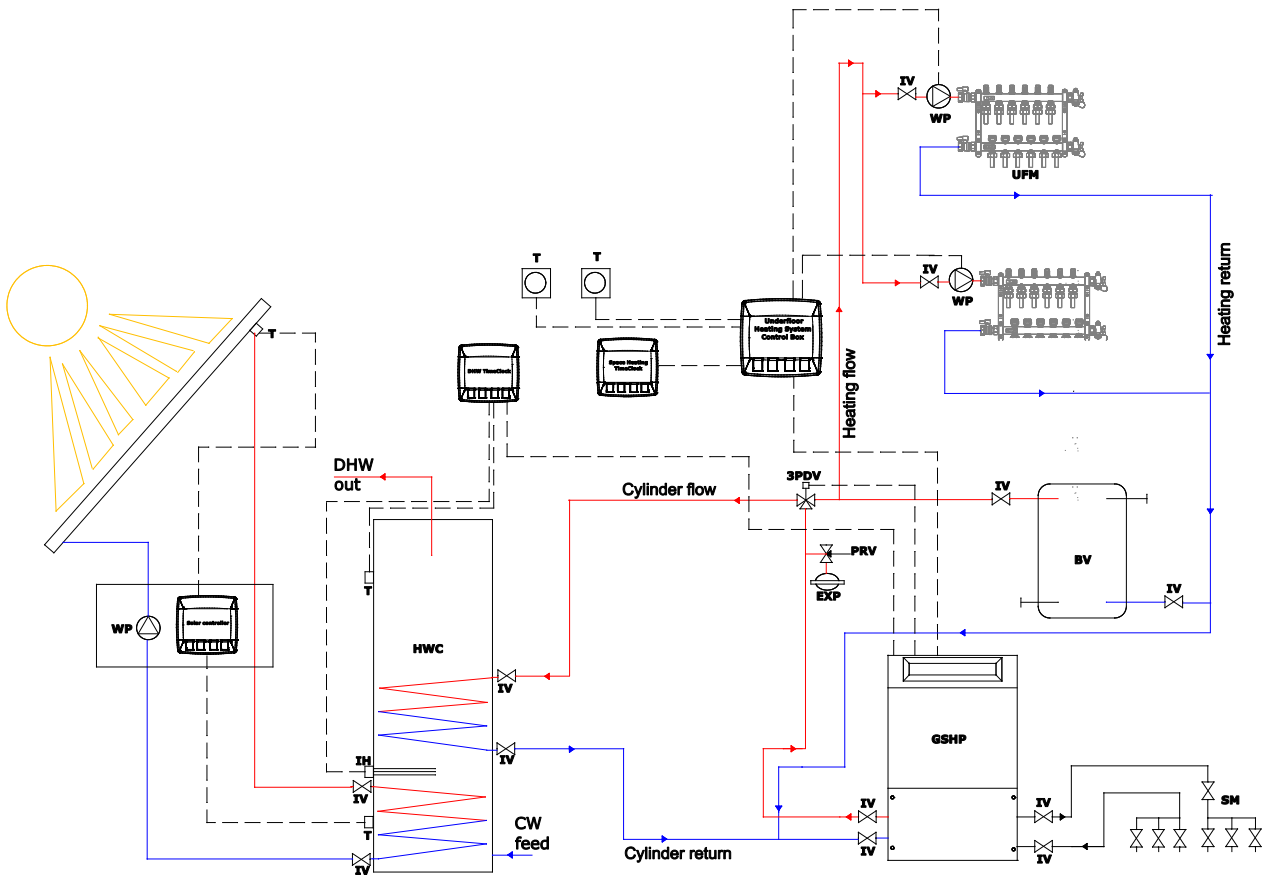 IV
WP
UFM
IV
WP
Heating return
T
T
Underfloor
Heating System
Control Box
T
DHW TimeClock
Space Heating
TimeClock
Heating flow
DHW
out
3PDV
Cylinder flow
IV
PRV
EXP
BV
IV
T
WP
Solar controller
HWC
IV
IV
GSHP
IH
IV
T
IV
CW
feed
Cylinder return
IV
IV
IV
IV
SM